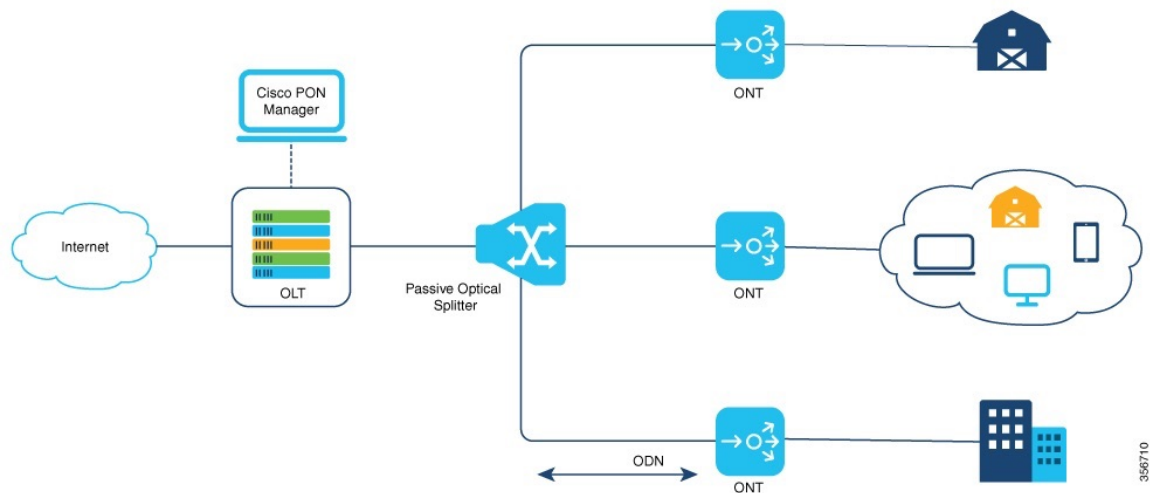 Cisco PON
Manager
Internet
OLT
Passive Optical
Splitter
ONT
ONT
ODN
ONT
356710